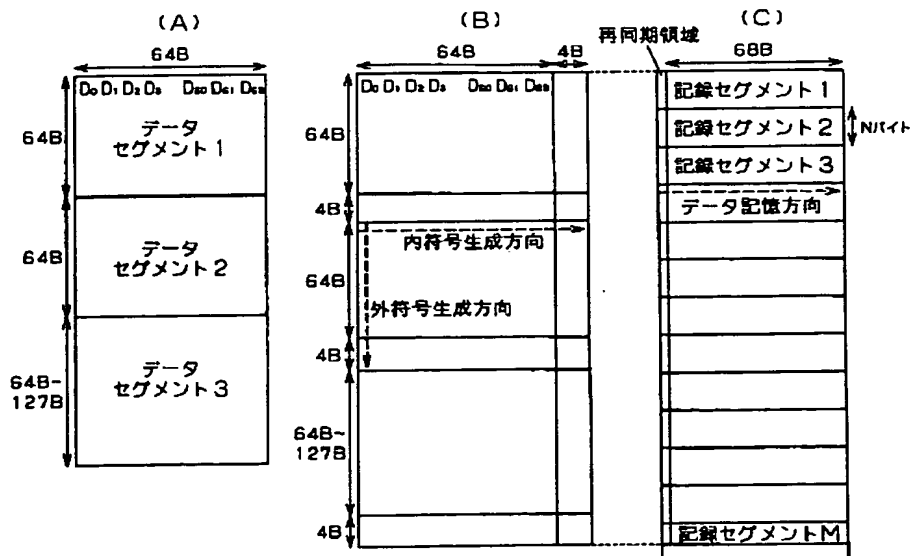 (A)
64B
64B
64B
64B~
127B
D₀ D₁ D₂ D₃ D₆₀ D₆₁ D₆₃
データ
セグメント1
データ
セグメント2
データ
セグメント3
(B)
64B
4B
64B
4B
64B
4B
64B~
127B
4B
D₀ D₁ D₂ D₃ D₆₀ D₆₁ D₆₃
内符号生成方向
外符号生成方向
(C)
再同期領域
68B
記録セグメント1
記録セグメント2
Nバイト
記録セグメント3
データ記憶方向
記録セグメントM